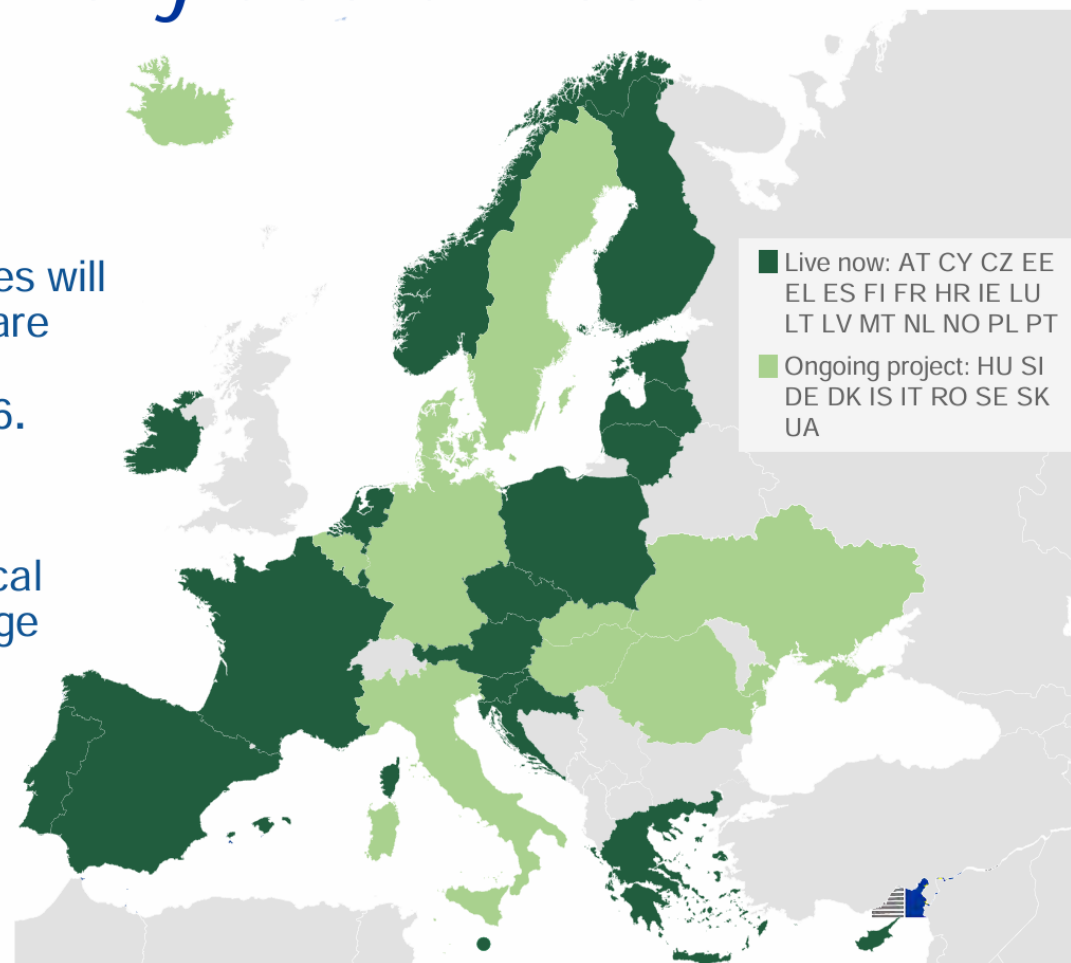 es will
are
6.
cal
ge
Live now: AT CY CZ EE
EL ES FI FR HR IE LU
LT LV MT NL NO PL PT
Ongoing project: HU SI
DE DK IS IT RO SE SK
UA